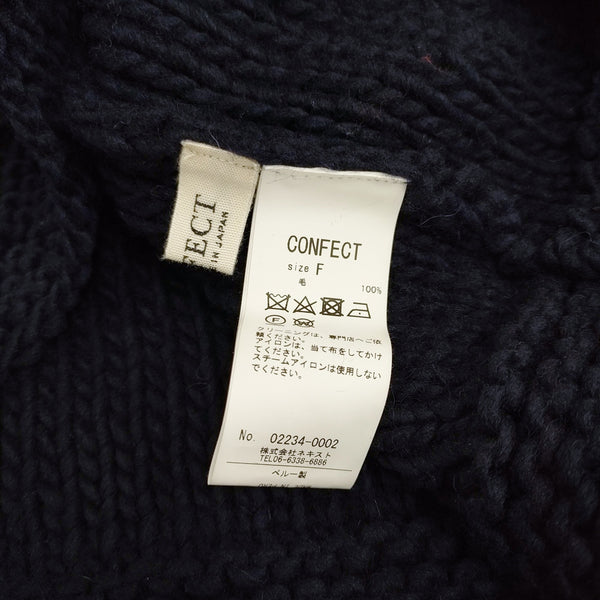 FECT
IN JAPAN
CONFECT
size F
毛 100%
F W
クリーニングは、専門店へご依
頼ください。
アイロンは、当て布をしてかけ
てください。
スチームアイロンは使用しない
でください。
No. 02234-0002
株式会社ネキスト
TEL06-6338-6886
ペルー製